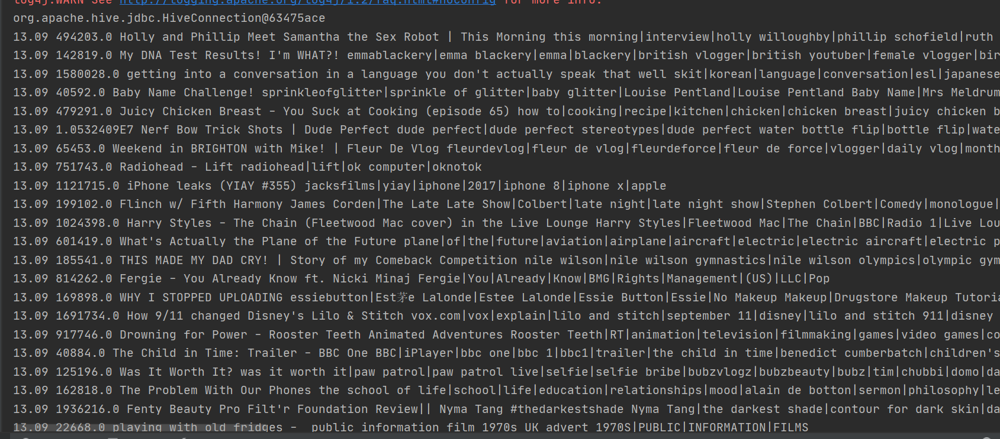 log4j:WARN See http://logging.apache.org/log4j/1.2/faq.html#noconfig for more info.
org.apache.hive.jdbc.HiveConnection@63475ace
13.09 494203.0 Holly and Phillip Meet Samantha the Sex Robot | This Morning this morning|interview|holly willoughby|phillip schofield|ruth
13.09 142819.0 My DNA Test Results! I'm WHAT?! emmablackery|emma blackery|emma|blackery|british vlogger|british youtuber|female vlogger|bir
13.09 1580028.0 getting into a conversation in a language you don't actually speak that well skit|korean|language|conversation|esl|japanese
13.09 40592.0 Baby Name Challenge! sprinkleofglitter|sprinkle of glitter|baby glitter|Louise Pentland|Louise Pentland Baby Name|Mrs Meldrum
13.09 479291.0 Juicy Chicken Breast - You Suck at Cooking (episode 65) how to|cooking|recipe|kitchen|chicken|chicken breast|juicy chicken b
13.09 1.0532409E7 Nerf Bow Trick Shots | Dude Perfect dude perfect|dude perfect stereotypes|dude perfect water bottle flip|bottle flip|wate
13.09 65453.0 Weekend in BRIGHTON with Mike! | Fleur De Vlog fleurdevlog|fleur de vlog|fleurdeforce|fleur de force|vlogger|daily vlog|month
13.09 751743.0 Radiohead - Lift radiohead|lift|ok computer|oknotok
13.09 1121715.0 iPhone leaks (YIAY #355) jacksfilms|yiay|iphone|2017|iphone 8|iphone x|apple
13.09 199102.0 Flinch w/ Fifth Harmony James Corden|The Late Late Show|Colbert|late night|late night show|Stephen Colbert|Comedy|monologue|
13.09 1024398.0 Harry Styles - The Chain (Fleetwood Mac cover) in the Live Lounge Harry Styles|Fleetwood Mac|The Chain|BBC|Radio 1|Live Lou
13.09 601419.0 What's Actually the Plane of the Future plane|of|the|future|aviation|airplane|aircraft|electric|electric aircraft|electric p
13.09 185541.0 THIS MADE MY DAD CRY! | Story of my Comeback Competition nile wilson|nile wilson gymnastics|nile wilson olympics|olympic gym
13.09 814262.0 Fergie - You Already Know ft. Nicki Minaj Fergie|You|Already|Know|BMG|Rights|Management|(US)|LLC|Pop
13.09 169898.0 WHY I STOPPED UPLOADING essiebutton|Est茅e Lalonde|Estee Lalonde|Essie Button|Essie|No Makeup Makeup|Drugstore Makeup Tutoria
13.09 1691734.0 How 9/11 changed Disney's Lilo & Stitch vox.com|vox|explain|lilo and stitch|september 11|disney|lilo and stitch 911|disney
13.09 917746.0 Drowning for Power - Rooster Teeth Animated Adventures Rooster Teeth|RT|animation|television|filmmaking|games|video games|co
13.09 40884.0 The Child in Time: Trailer - BBC One BBC|iPlayer|bbc one|bbc 1|bbc1|trailer|the child in time|benedict cumberbatch|children's
13.09 125196.0 Was It Worth It? was it worth it|paw patrol|paw patrol live|selfie|selfie bribe|bubzvlogz|bubzbeauty|bubz|tim|chubbi|domo|da
13.09 162818.0 The Problem With Our Phones the school of life|school|life|education|relationships|mood|alain de botton|sermon|philosophy|le
13.09 1936216.0 Fenty Beauty Pro Filt'r Foundation Review|| Nyma Tang #thedarkestshade Nyma Tang|the darkest shade|contour for dark skin|da
13.09 22668.0 playing with old fridges -  public information film 1970s UK advert 1970S|PUBLIC|INFORMATION|FILMS